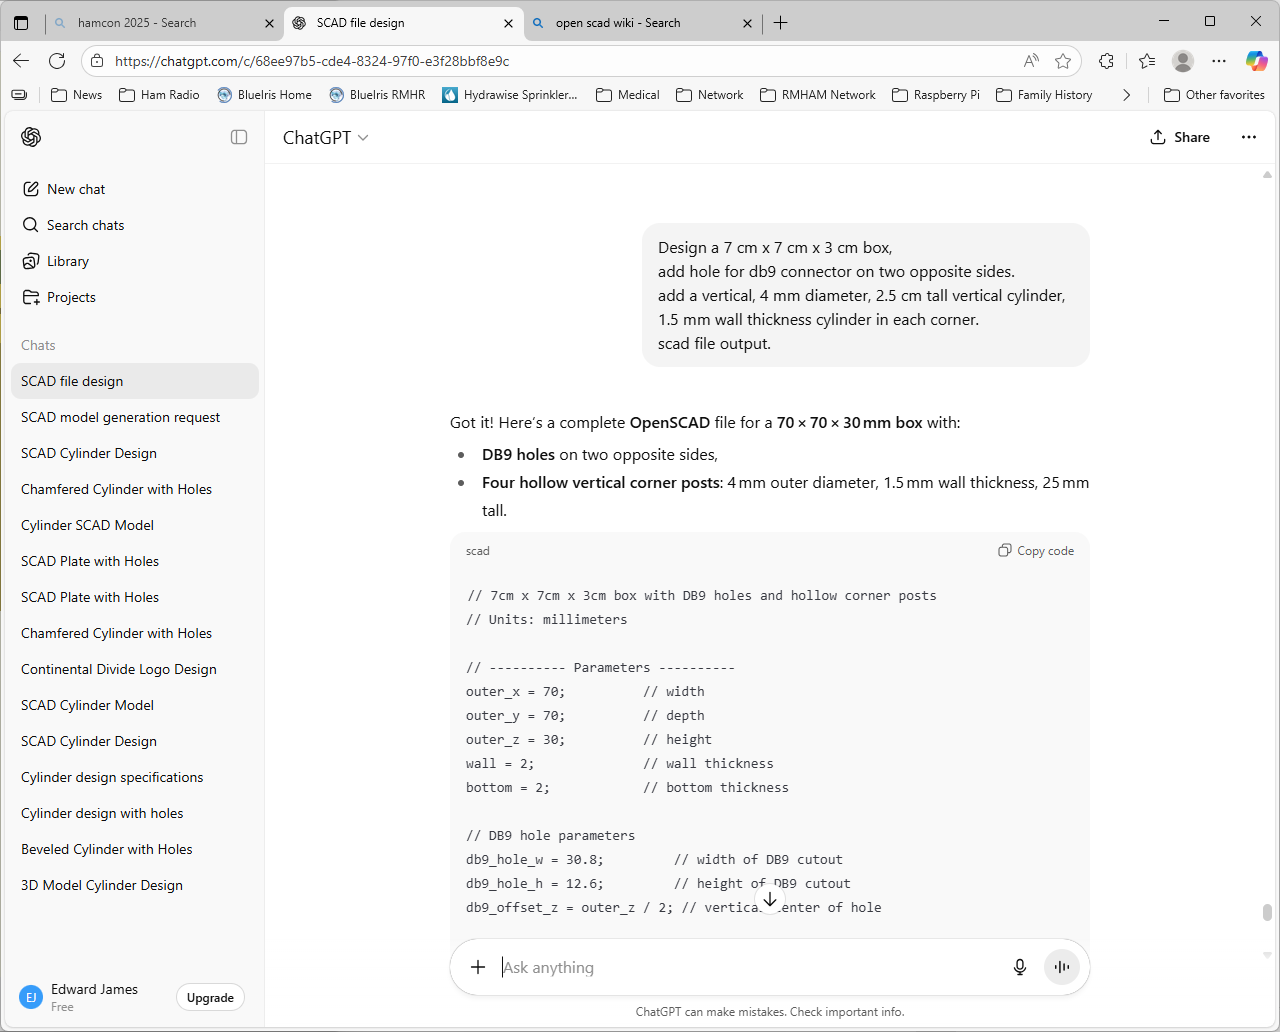 hamcon 2025 - Search
SCAD file design
open scad wiki - Search
https://chatgpt.com/c/68ee97b5-cde4-8324-97f0-e3f28bbf8e9c
News
Ham Radio
BlueIris Home
BlueIris RMHR
Hydrawise Sprinkler...
Medical
Network
RMHAM Network
Raspberry Pi
Family History
Other favorites
ChatGPT
Share
New chat
Search chats
Library
Projects
Chats
SCAD file design
SCAD model generation request
SCAD Cylinder Design
Chamfered Cylinder with Holes
Cylinder SCAD Model
SCAD Plate with Holes
SCAD Plate with Holes
Chamfered Cylinder with Holes
Continental Divide Logo Design
SCAD Cylinder Model
SCAD Cylinder Design
Cylinder design specifications
Cylinder design with holes
Beveled Cylinder with Holes
3D Model Cylinder Design
EJ
Edward James
Free
Upgrade
Design a 7 cm x 7 cm x 3 cm box,
add hole for db9 connector on two opposite sides.
add a vertical, 4 mm diameter, 2.5 cm tall vertical cylinder,
1.5 mm wall thickness cylinder in each corner.
scad file output.
Got it! Here's a complete OpenSCAD file for a 70 × 70 × 30 mm box with:
• DB9 holes on two opposite sides,
• Four hollow vertical corner posts: 4 mm outer diameter, 1.5 mm wall thickness, 25 mm
tall.
scad
Copy code
// 7cm x 7cm x 3cm box with DB9 holes and hollow corner posts
// Units: millimeters
// ---------- Parameters ----------
outer_x = 70; // width
outer_y = 70; // depth
outer_z = 30; // height
wall = 2; // wall thickness
bottom = 2; // bottom thickness
// DB9 hole parameters
db9_hole_w = 30.8; // width of DB9 cutout
db9_hole_h = 12.6; // height of DB9 cutout
db9_offset_z = outer_z / 2; // vertical center of hole
Ask anything
ChatGPT can make mistakes. Check important info.